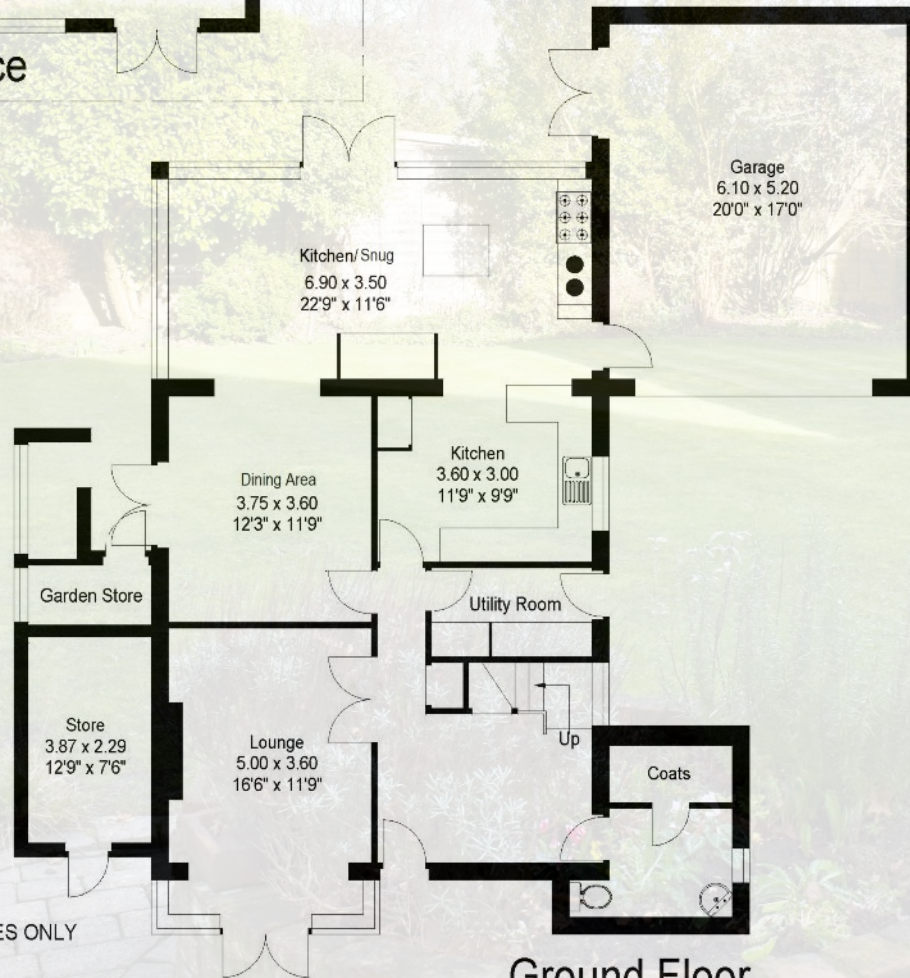 ce
Garage
6.10 x 5.20
20'0" x 17'0"
Kitchen/ Snug
6.90 x 3.50
22'9" x 11'6"
Kitchen
3.60 x 3.00
11'9" x 9'9"
Dining Area
3.75 x 3.60
12'3" x 11'9"
Garden Store
Utility Room
Store
3.87 x 2.29
12'9" x 7'6"
Lounge
5.00 x 3.60
16'6" x 11'9"
Up
Coats
ES ONLY
Ground Floor